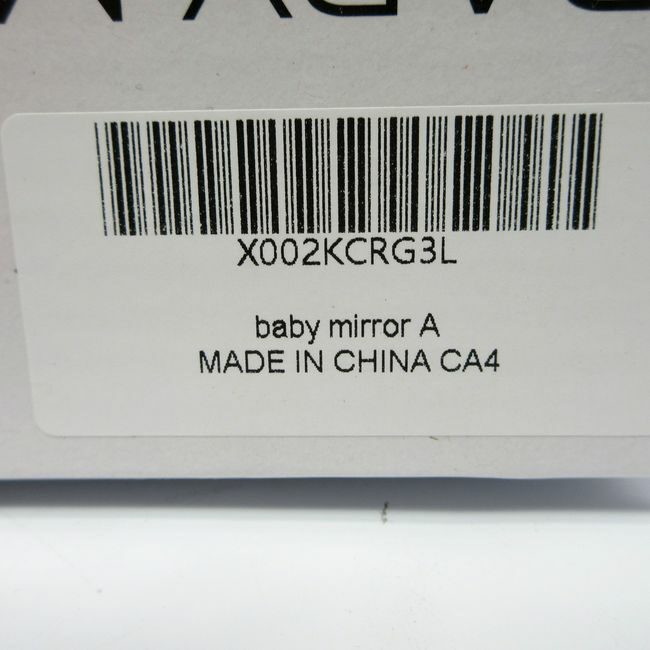 X002KCRG3L
baby mirror A
MADE IN CHINA CA4